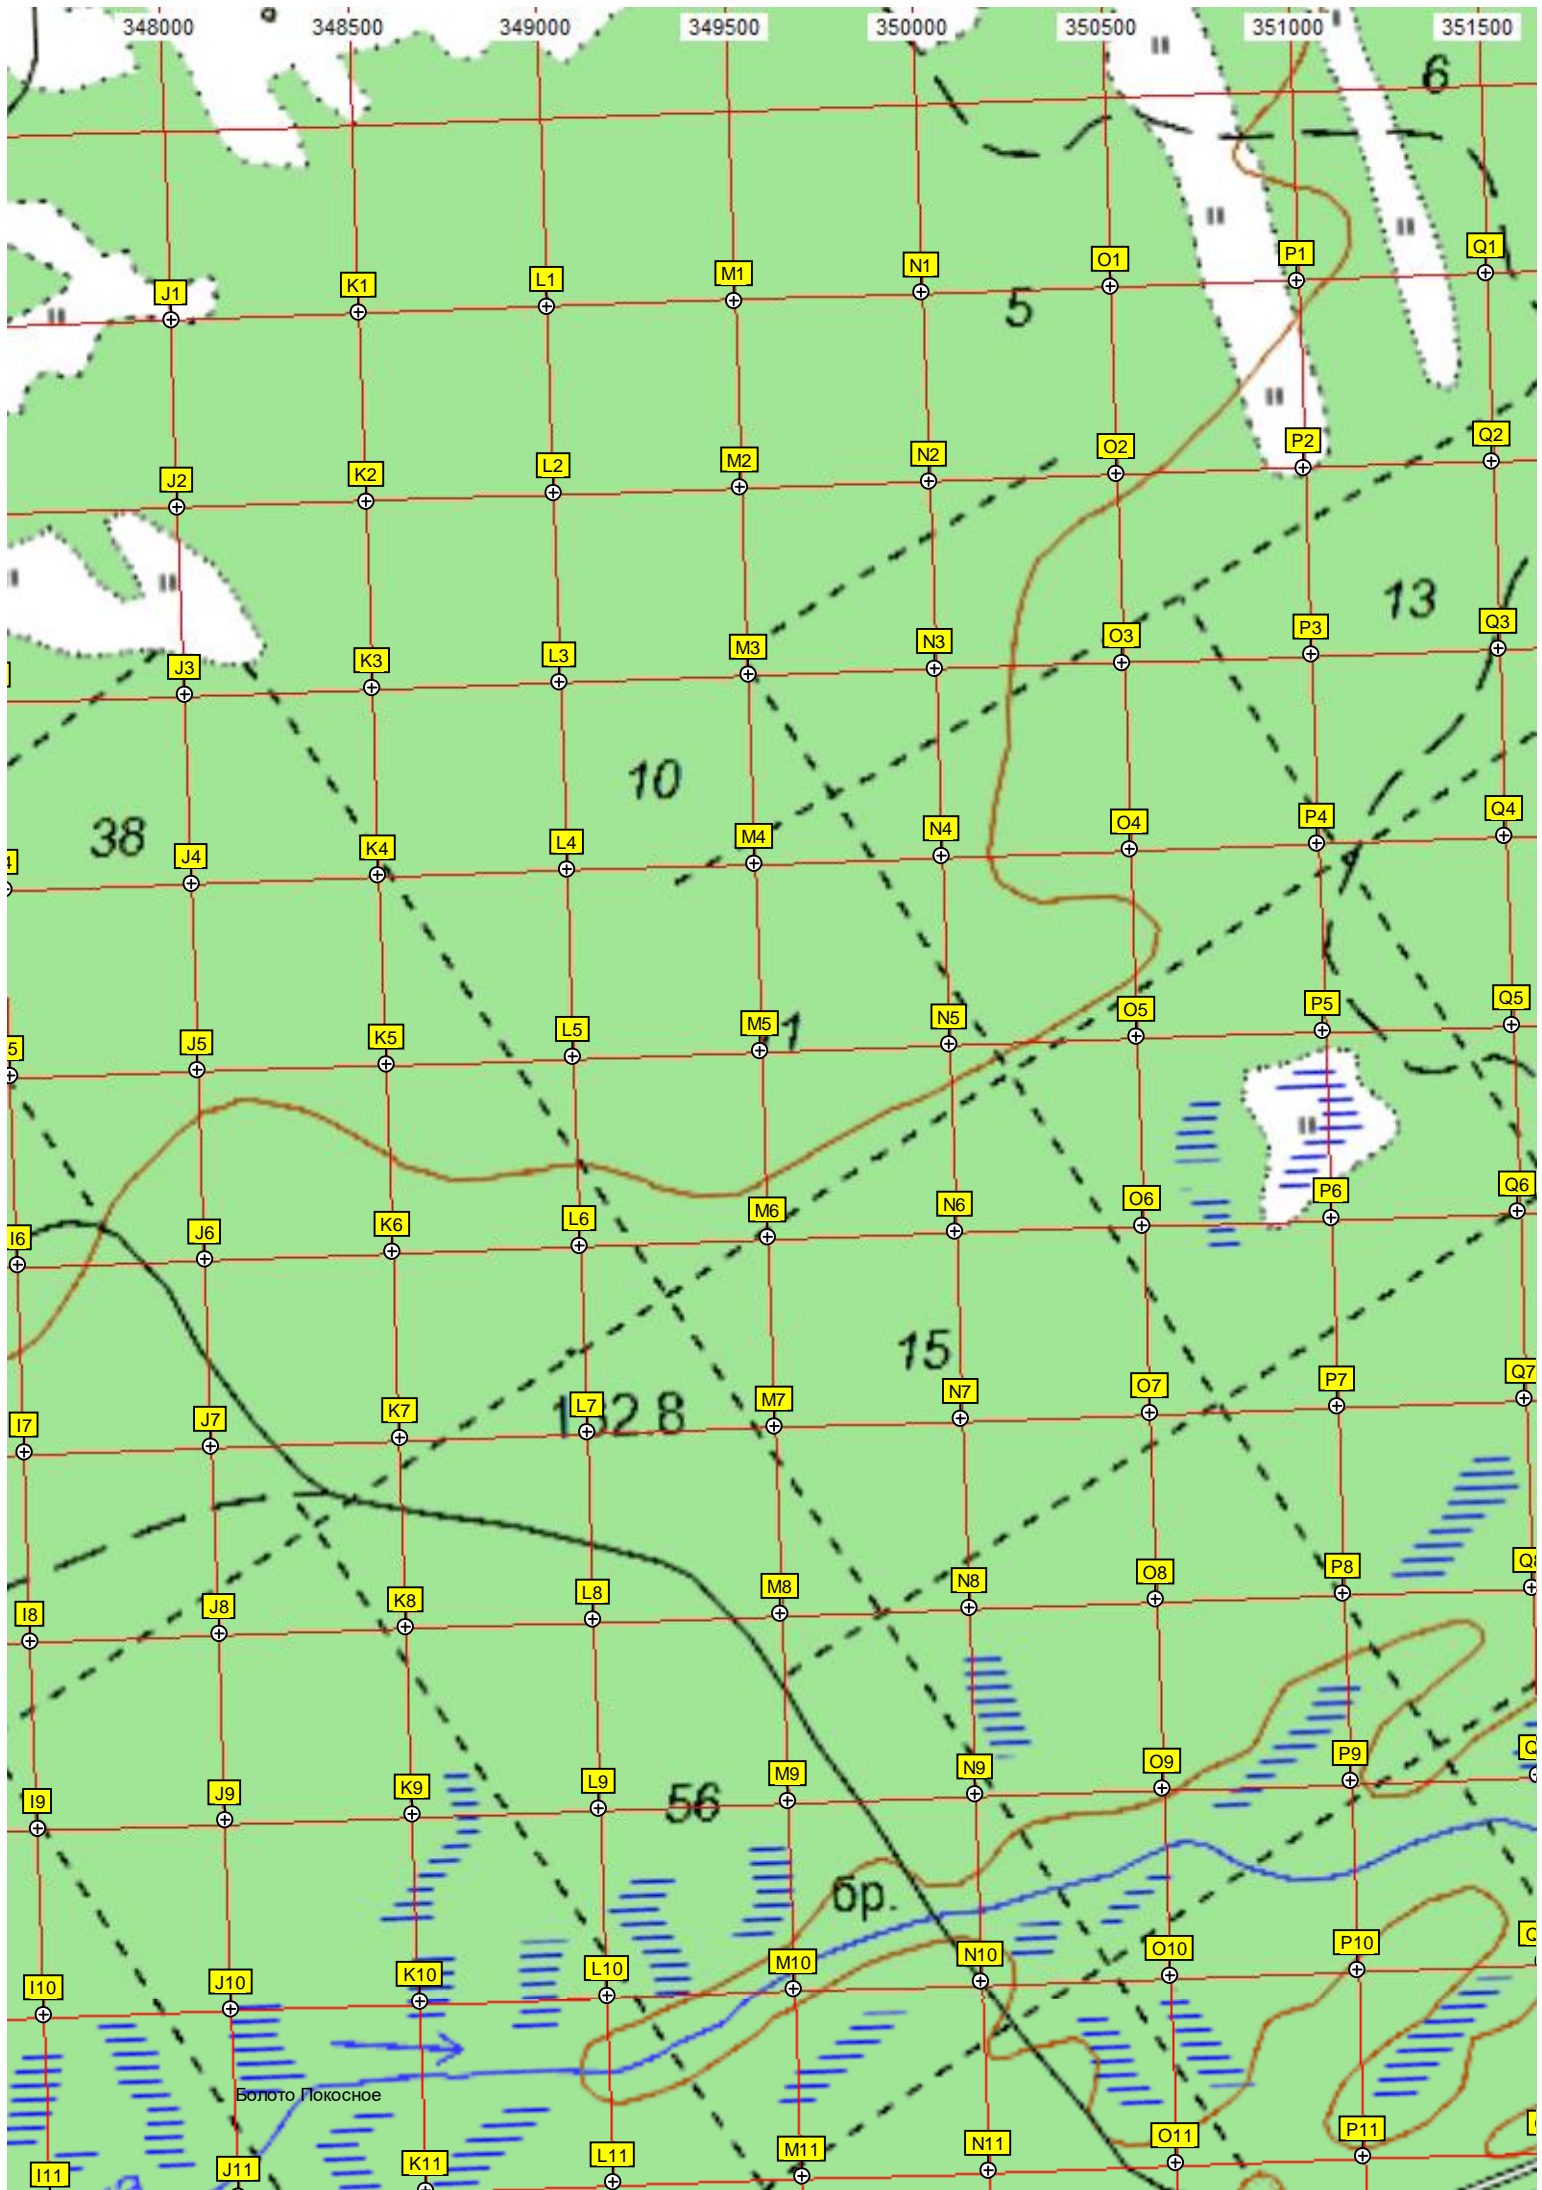 348000 348500 349000 349500 350000 350500 351000 351500
6
J1 K1 L1 M1 N1 O1 P1 Q1
5
J2 K2 L2 M2 N2 O2 P2 Q2
13
J3 K3 L3 M3 N3 O3 P3 Q3
10
38
4 J4 K4 L4 M4 N4 O4 P4 Q4
5 J5 K5 L5 M5 N5 O5 P5 Q5
I6 J6 K6 L6 M6 N6 O6 P6 Q6
15
I7 J7 K7 L7 M7 N7 O7 P7 Q7
2.8
I8 J8 K8 L8 M8 N8 O8 P8 Q8
I9 J9 K9 L9 M9 N9 O9 P9 Q
56
бр.
I10 J10 K10 L10 M10 N10 O10 P10 Q
Болото Покосное
I11 J11 K11 L11 M11 N11 O11 P11